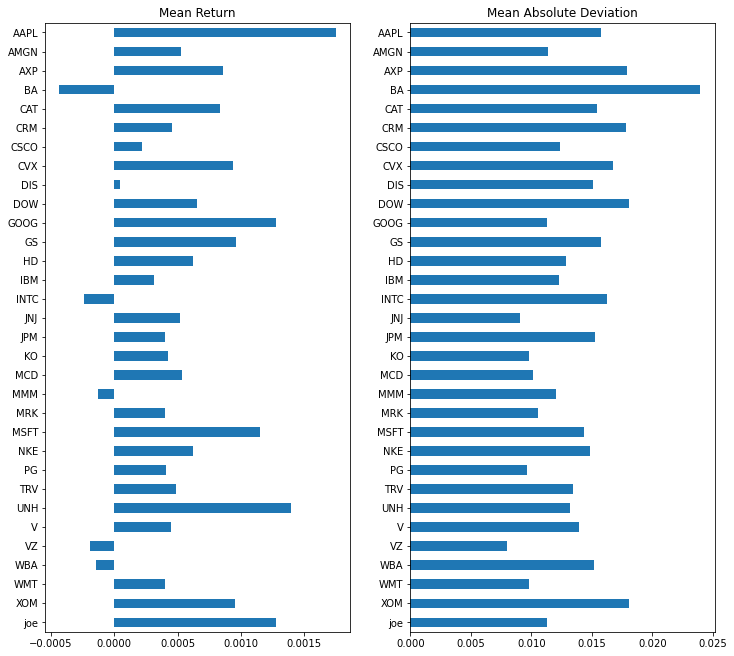 Mean Return
AAPL
AMGN
AXP
BA
CAT
CRM
CSCO
CVX
DIS
DOW
GOOG
GS
HD
IBM
INTC
JNJ
JPM
KO
MCD
MMM
MRK
MSFT
NKE
PG
TRV
UNH
V
VZ
WBA
WMT
XOM
joe
−0.0005 0.0000 0.0005 0.0010 0.0015
Mean Absolute Deviation
AAPL
AMGN
AXP
BA
CAT
CRM
CSCO
CVX
DIS
DOW
GOOG
GS
HD
IBM
INTC
JNJ
JPM
KO
MCD
MMM
MRK
MSFT
NKE
PG
TRV
UNH
V
VZ
WBA
WMT
XOM
joe
0.000 0.005 0.010 0.015 0.020 0.025